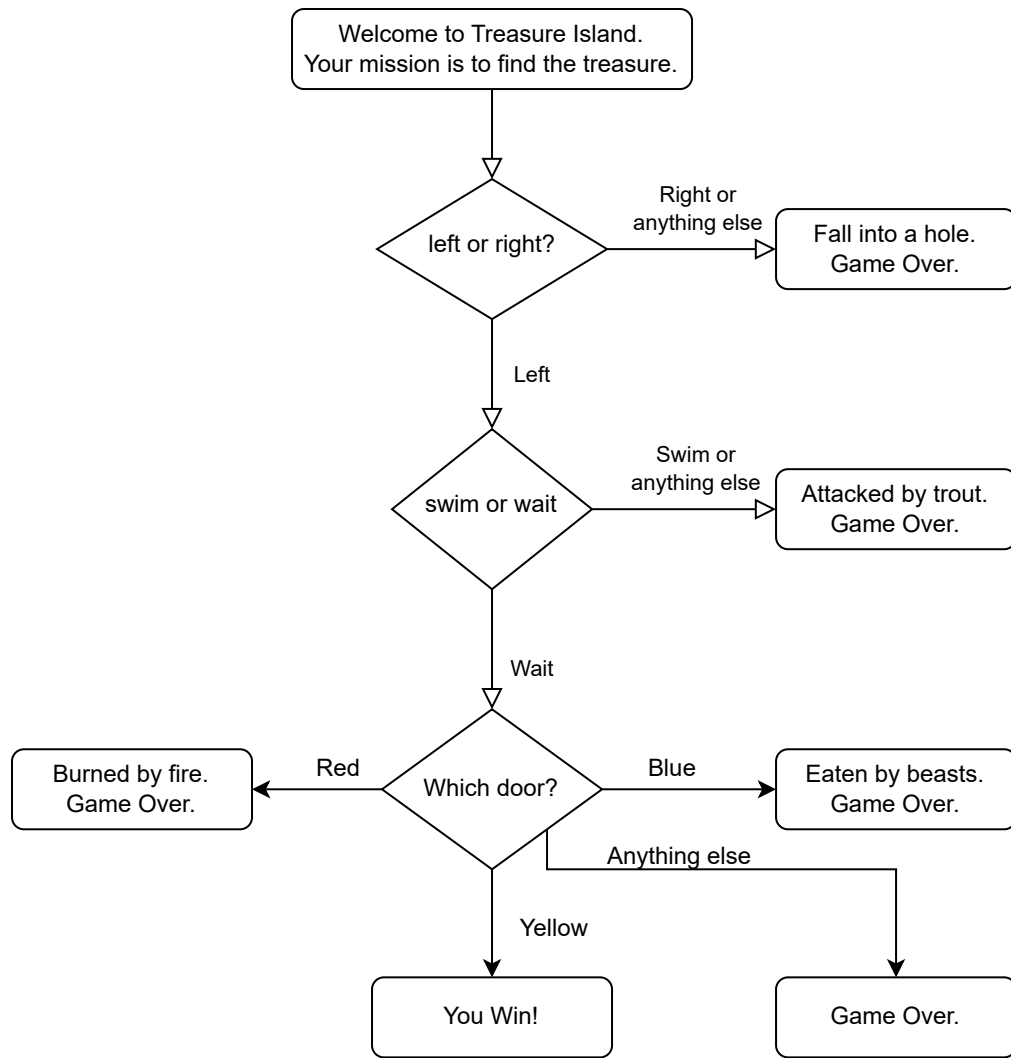 Welcome to Treasure Island.
Your mission is to find the treasure.
left or right?
Right or
anything else
Fall into a hole.
Game Over.
Left
swim or wait
Swim or
anything else
Attacked by trout.
Game Over.
Wait
Which door?
Red
Burned by fire.
Game Over.
Blue
Eaten by beasts.
Game Over.
Anything else
Yellow
You Win!
Game Over.